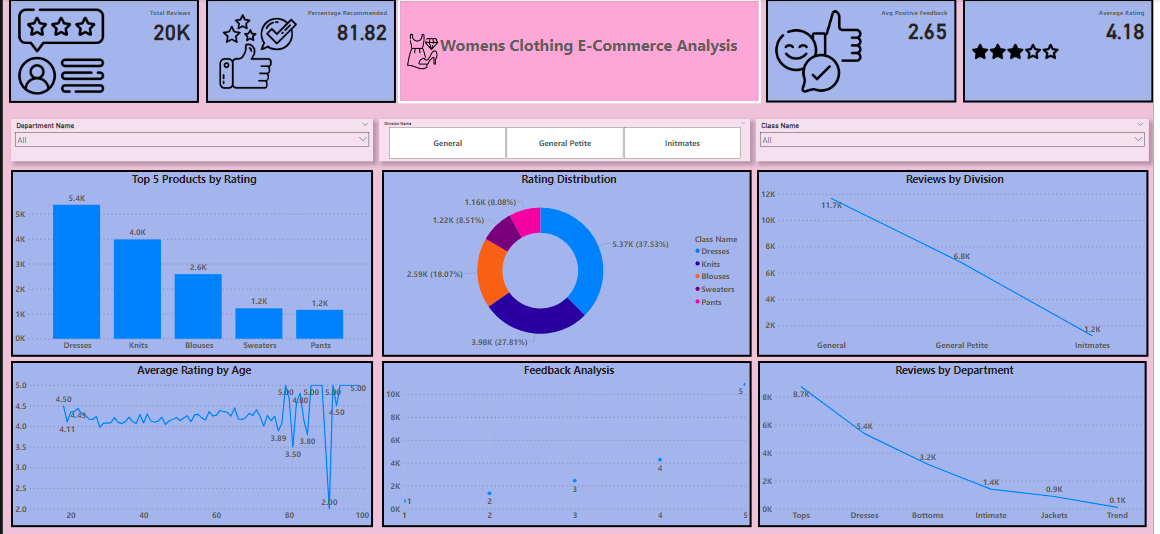 Total Reviews
20K
Percentage Recommended
81.82
Womens Clothing E-Commerce Analysis
Avg Positive Feedback
2.65
Average Rating
4.18
Department Name
All
Division Name
General
General Petite
Initmates
Class Name
All
Top 5 Products by Rating
5K
4K
3K
2K
1K
0K
5.4K
4.0K
2.6K
1.2K
1.2K
Dresses
Knits
Blouses
Sweaters
Pants
Rating Distribution
1.16K (8.08%)
1.22K (8.51%)
2.59K (18.07%)
3.98K (27.81%)
5.37K (37.53%)
Class Name
Dresses
Knits
Blouses
Sweaters
Pants
Reviews by Division
12K
10K
8K
6K
4K
2K
11.7K
6.8K
1.2K
General
General Petite
Initmates
Average Rating by Age
5.0
4.5
4.0
3.5
3.0
2.5
2.0
4.50
4.11
4.43
3.89
5.00
3.50
4.80
3.80
5.00
2.00
5.00
4.50
5.00
20
40
60
80
100
Feedback Analysis
10K
8K
6K
4K
2K
0K
1
2
3
4
5
1
2
3
4
5
Reviews by Department
8K
6K
4K
2K
0K
8.7K
5.4K
3.2K
1.4K
0.9K
0.1K
Tops
Dresses
Bottoms
Intimate
Jackets
Trend